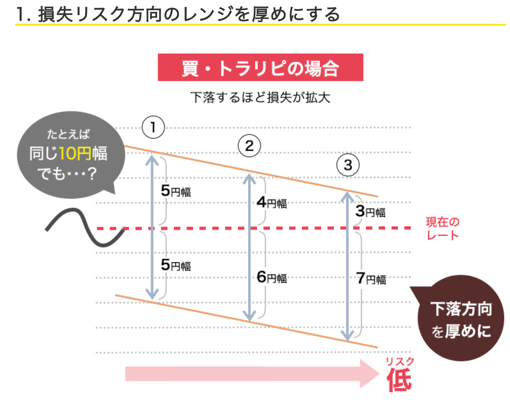 1. 損失リスク方向のレンジを厚めにする
買・トラリピの場合
下落するほど損失が拡大
たとえば
同じ10円幅
でも・・・?
①
②
③
5円幅
4円幅
3円幅
現在の
レート
5円幅
6円幅
7円幅
下落方向
を厚めに
リスク
低